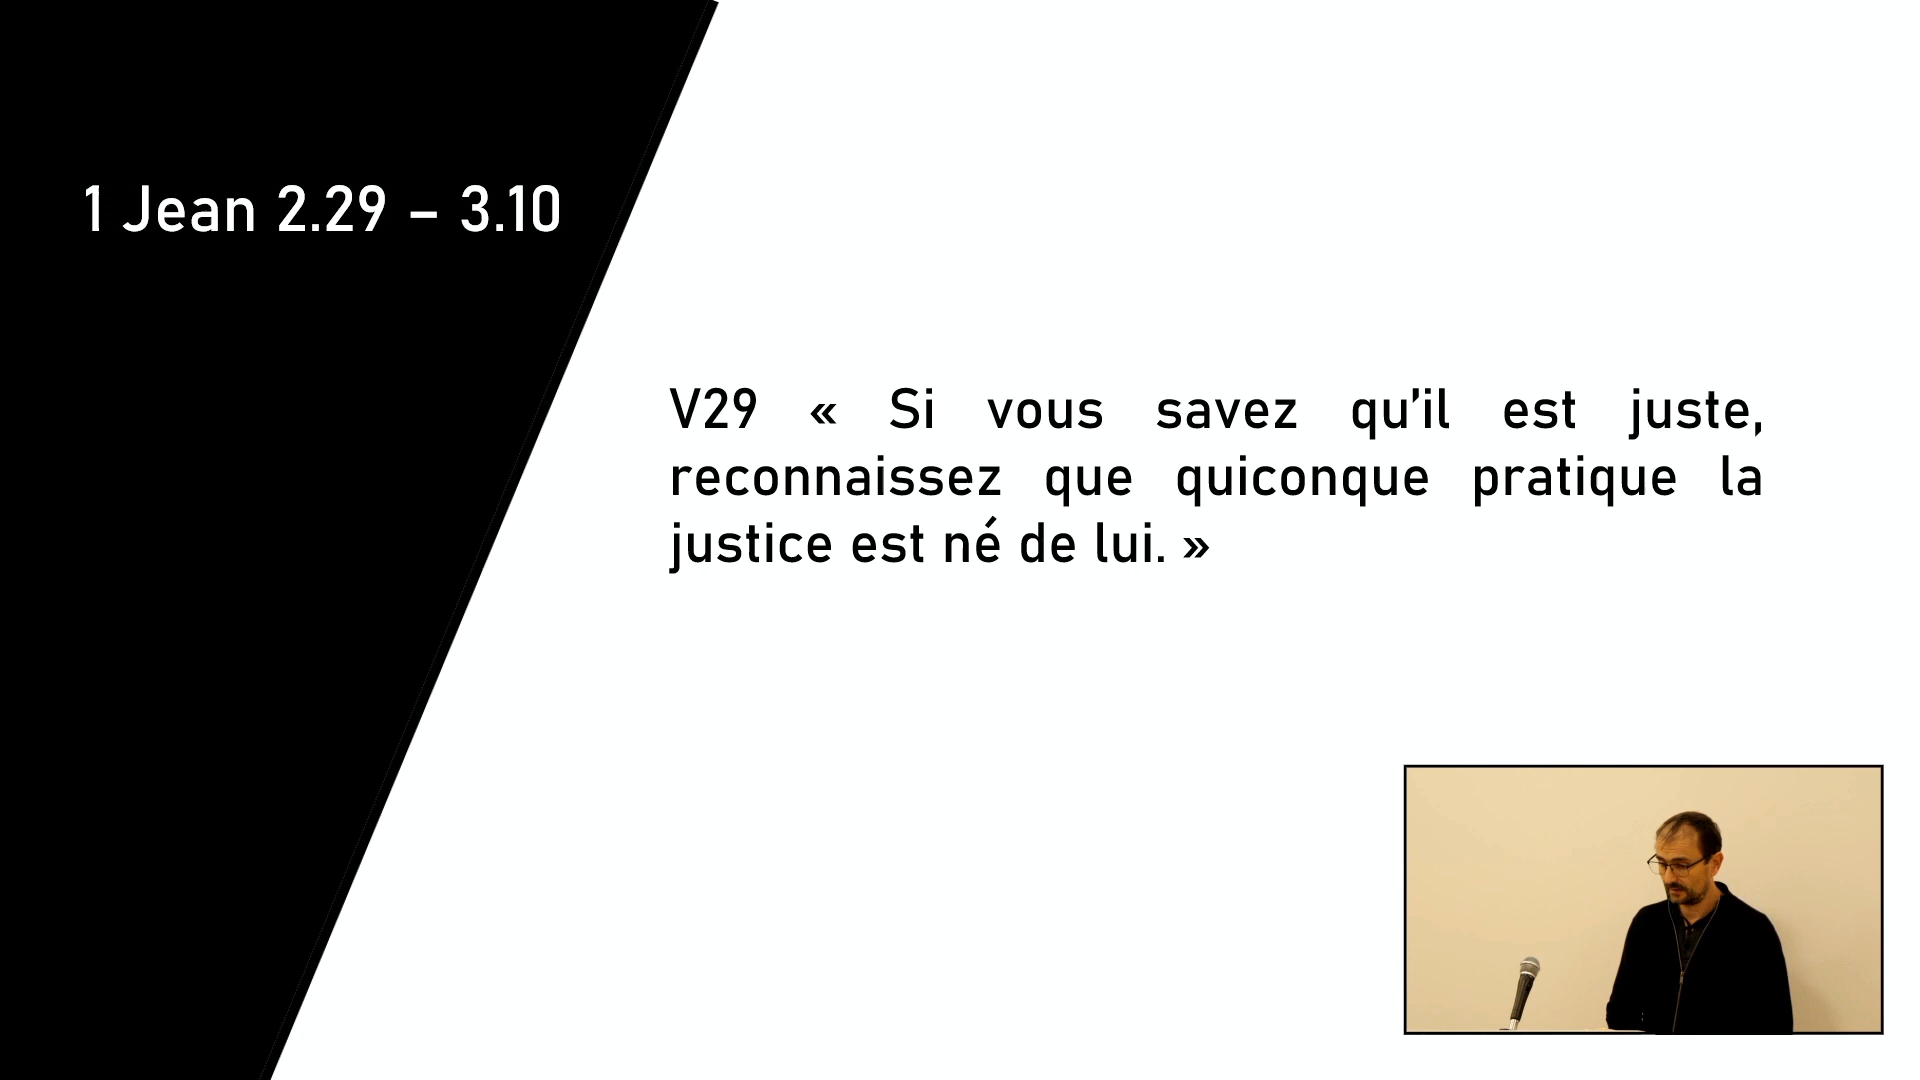 1 Jean 2.29 – 3.10
V29 « Si vous savez qu’il est juste,
reconnaissez que quiconque pratique la
justice est né de lui. »